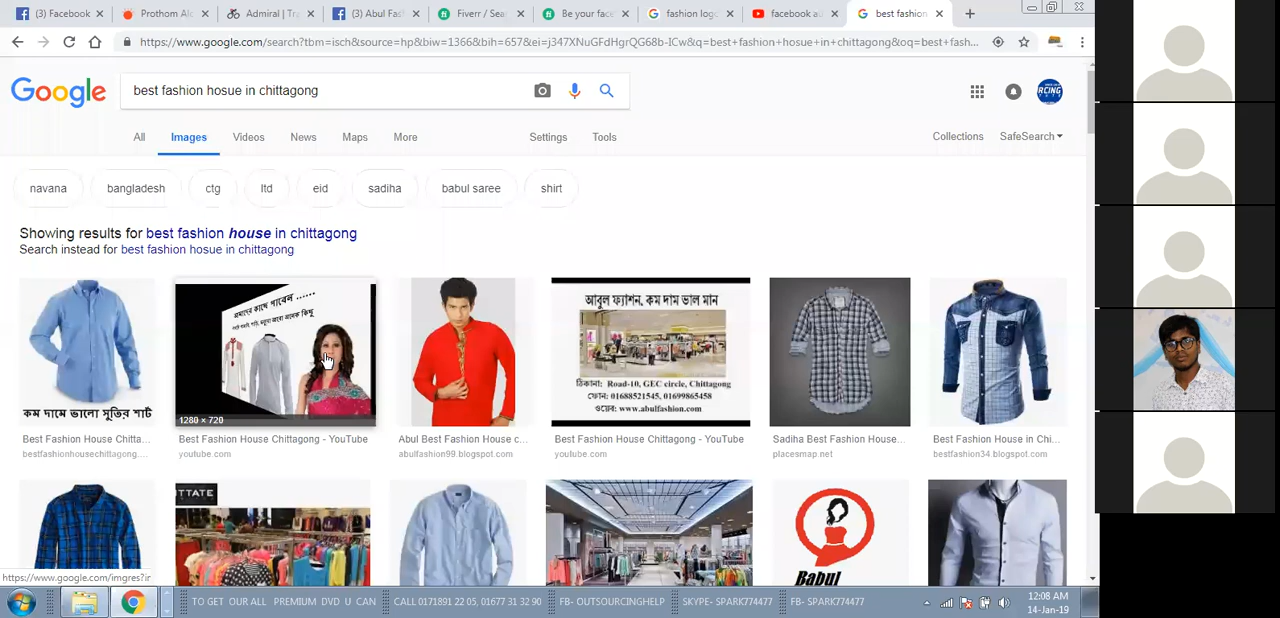 (3) Facebook
Prothom Al
Admiral | Tra
(3) Abul Fas
Fiverr / Sea
Be your face
fashion logo
facebook a
best fashion
https://www.google.com/search?tbm=isch&source=hp&biw=1366&bih=657&ei=j347XNuGFdHgrQG68b-ICw&q=best+fashion+hosue+in+chittagong&oq=best+fash...
Google
best fashion hosue in chittagong
All
Images
Videos
News
Maps
More
Settings
Tools
Collections
SafeSearch
navana
bangladesh
ctg
ltd
eid
sadiha
babul saree
shirt
Showing results for best fashion house in chittagong
Search instead for best fashion hosue in chittagong
কম দামে ভালো সুতির শার্ট
আমাদের কাছে পাবেন ......
1280 × 720
আবুল ফ্যাশন, কম দাম ভাল মান
ঠিকানা: Road-10, GEC circle, Chittagong
ফোন: 01688521545, 01699865458
ওয়েব: www.abulfashion.com
Best Fashion House Chitta...
bestfashionhousechittagong....
Best Fashion House Chittagong - YouTube
youtube.com
Abul Best Fashion House c...
abulfashion99.blogspot.com
Best Fashion House Chittagong - YouTube
youtube.com
Sadiha Best Fashion House...
placesmap.net
Best Fashion House in Chi...
bestfashion34.blogspot.com
TTATE
Babul
https://www.google.com/imgres?ir
TO GET OUR ALL PREMIUM DVD U CAN
CALL 0171891 22 05, 01677 31 32 90
FB- OUTSOURCINGHELP
SKYPE- SPARK774477
FB- SPARK774477
12:08 AM
14-Jan-19